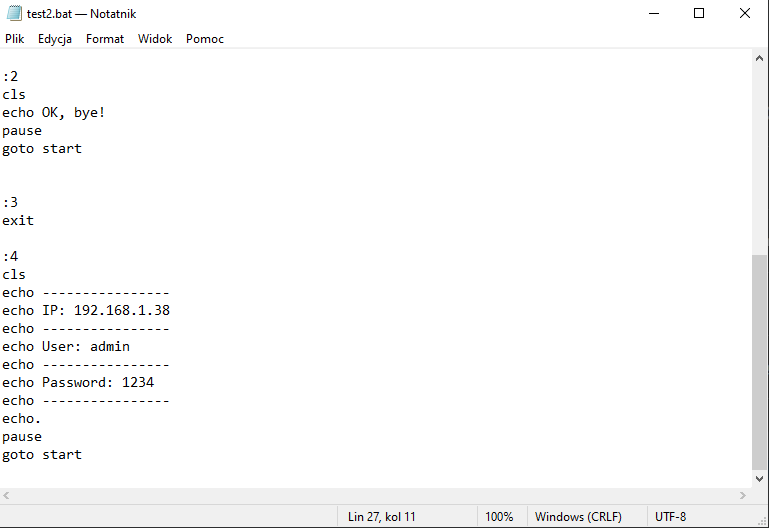 test2.bat — Notatnik
Plik Edycja Format Widok Pomoc
:2
cls
echo OK, bye!
pause
goto start
:3
exit
:4
cls
echo ----------------
echo IP: 192.168.1.38
echo ----------------
echo User: admin
echo ----------------
echo Password: 1234
echo ----------------
echo.
pause
goto start
Lin 27, kol 11 100% Windows (CRLF) UTF-8